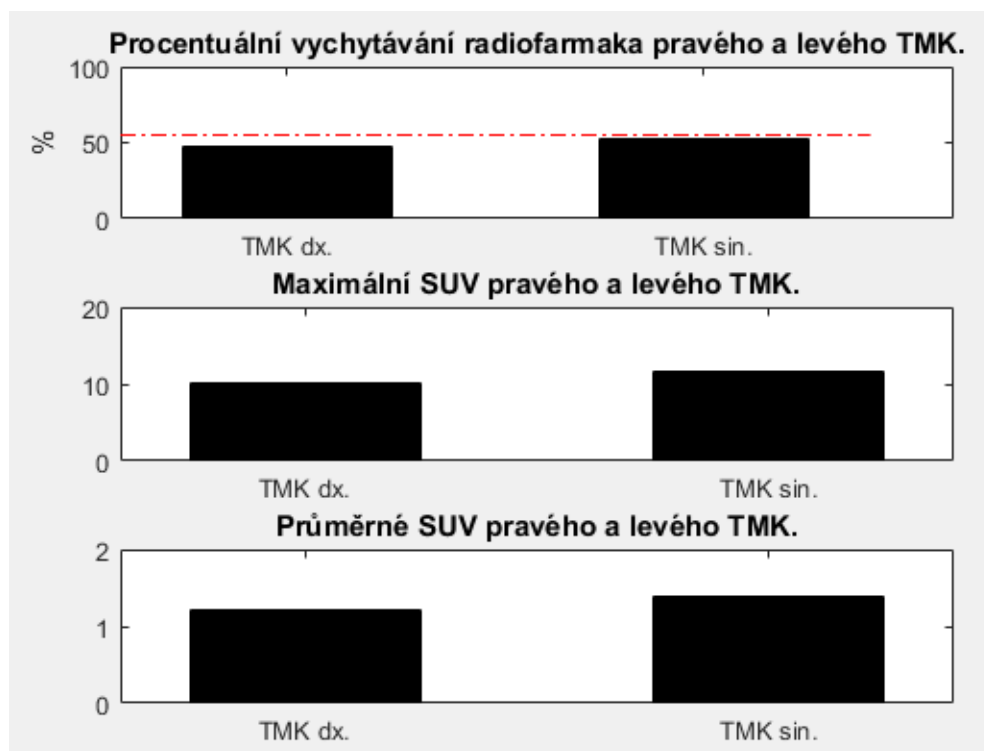 Procentuální vychytávání radiofarmaka pravého a levého TMK.
100
50
0
%
TMK dx.
TMK sin.
Maximální SUV pravého a levého TMK.
20
10
0
TMK dx.
TMK sin.
Průměrné SUV pravého a levého TMK.
2
1
0
TMK dx.
TMK sin.